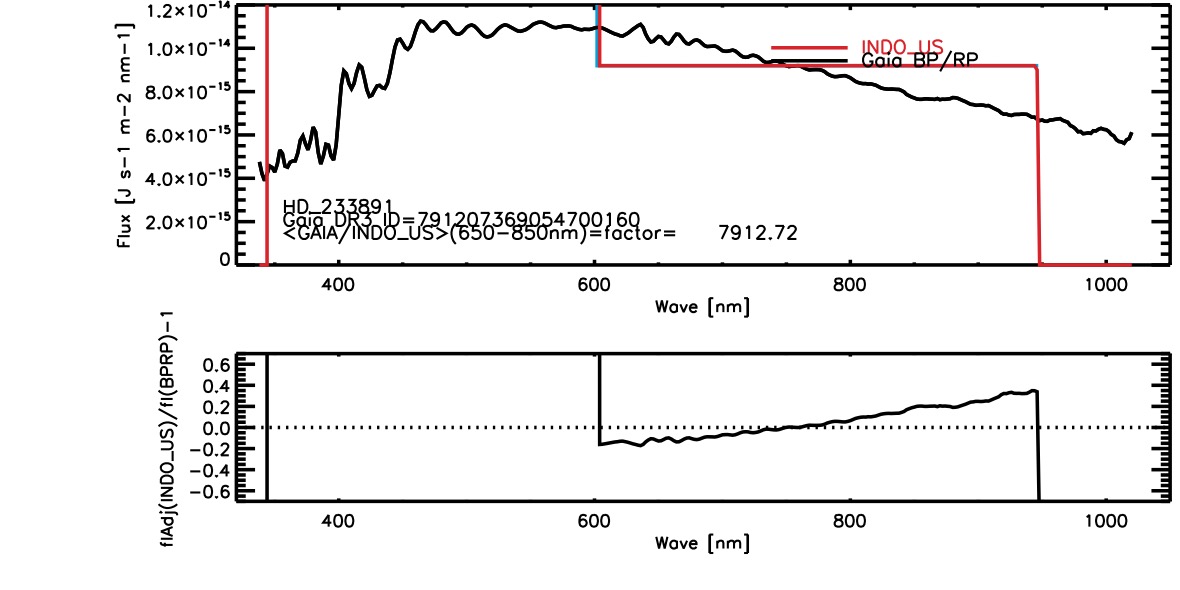 1.2×10⁻¹⁴
1.0×10⁻¹⁴
8.0×10⁻¹⁵
6.0×10⁻¹⁵
4.0×10⁻¹⁵
2.0×10⁻¹⁵
0
Flux [J s−1 m−2 nm−1]
INDO_US
Gaia BP/RP
HD_233891
Gaia DR3 ID=791207369054700160
<GAIA/INDO_US>(650−850nm)=factor= 7912.72
400 600 800 1000
Wave [nm]
0.6
0.4
0.2
0.0
−0.2
−0.4
−0.6
flAdj(INDO_US)/fl(BPRP)−1
400 600 800 1000
Wave [nm]